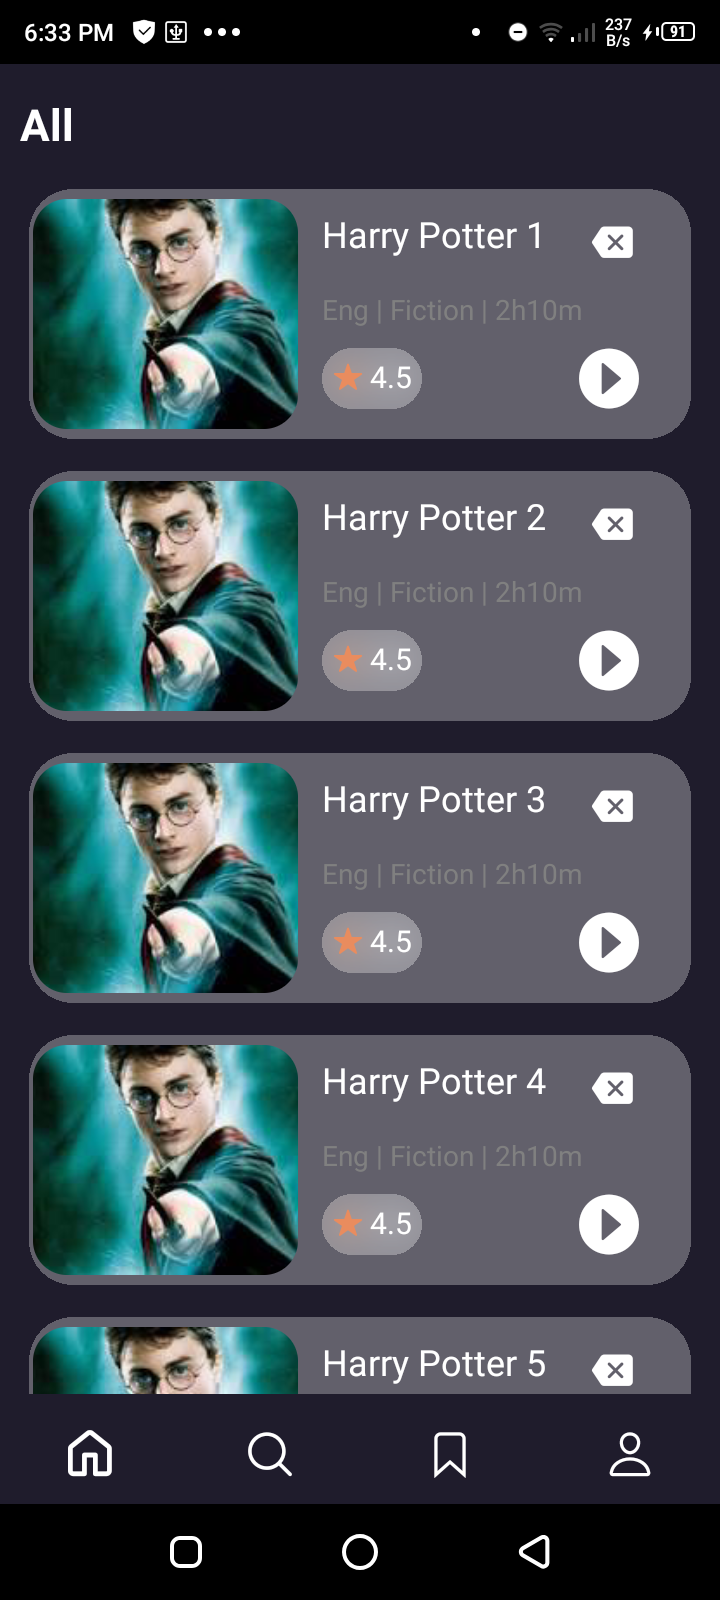 6:33 PM 237 B/s 91
All
Harry Potter 1
Eng | Fiction | 2h10m
4.5
Harry Potter 2
Eng | Fiction | 2h10m
4.5
Harry Potter 3
Eng | Fiction | 2h10m
4.5
Harry Potter 4
Eng | Fiction | 2h10m
4.5
Harry Potter 5